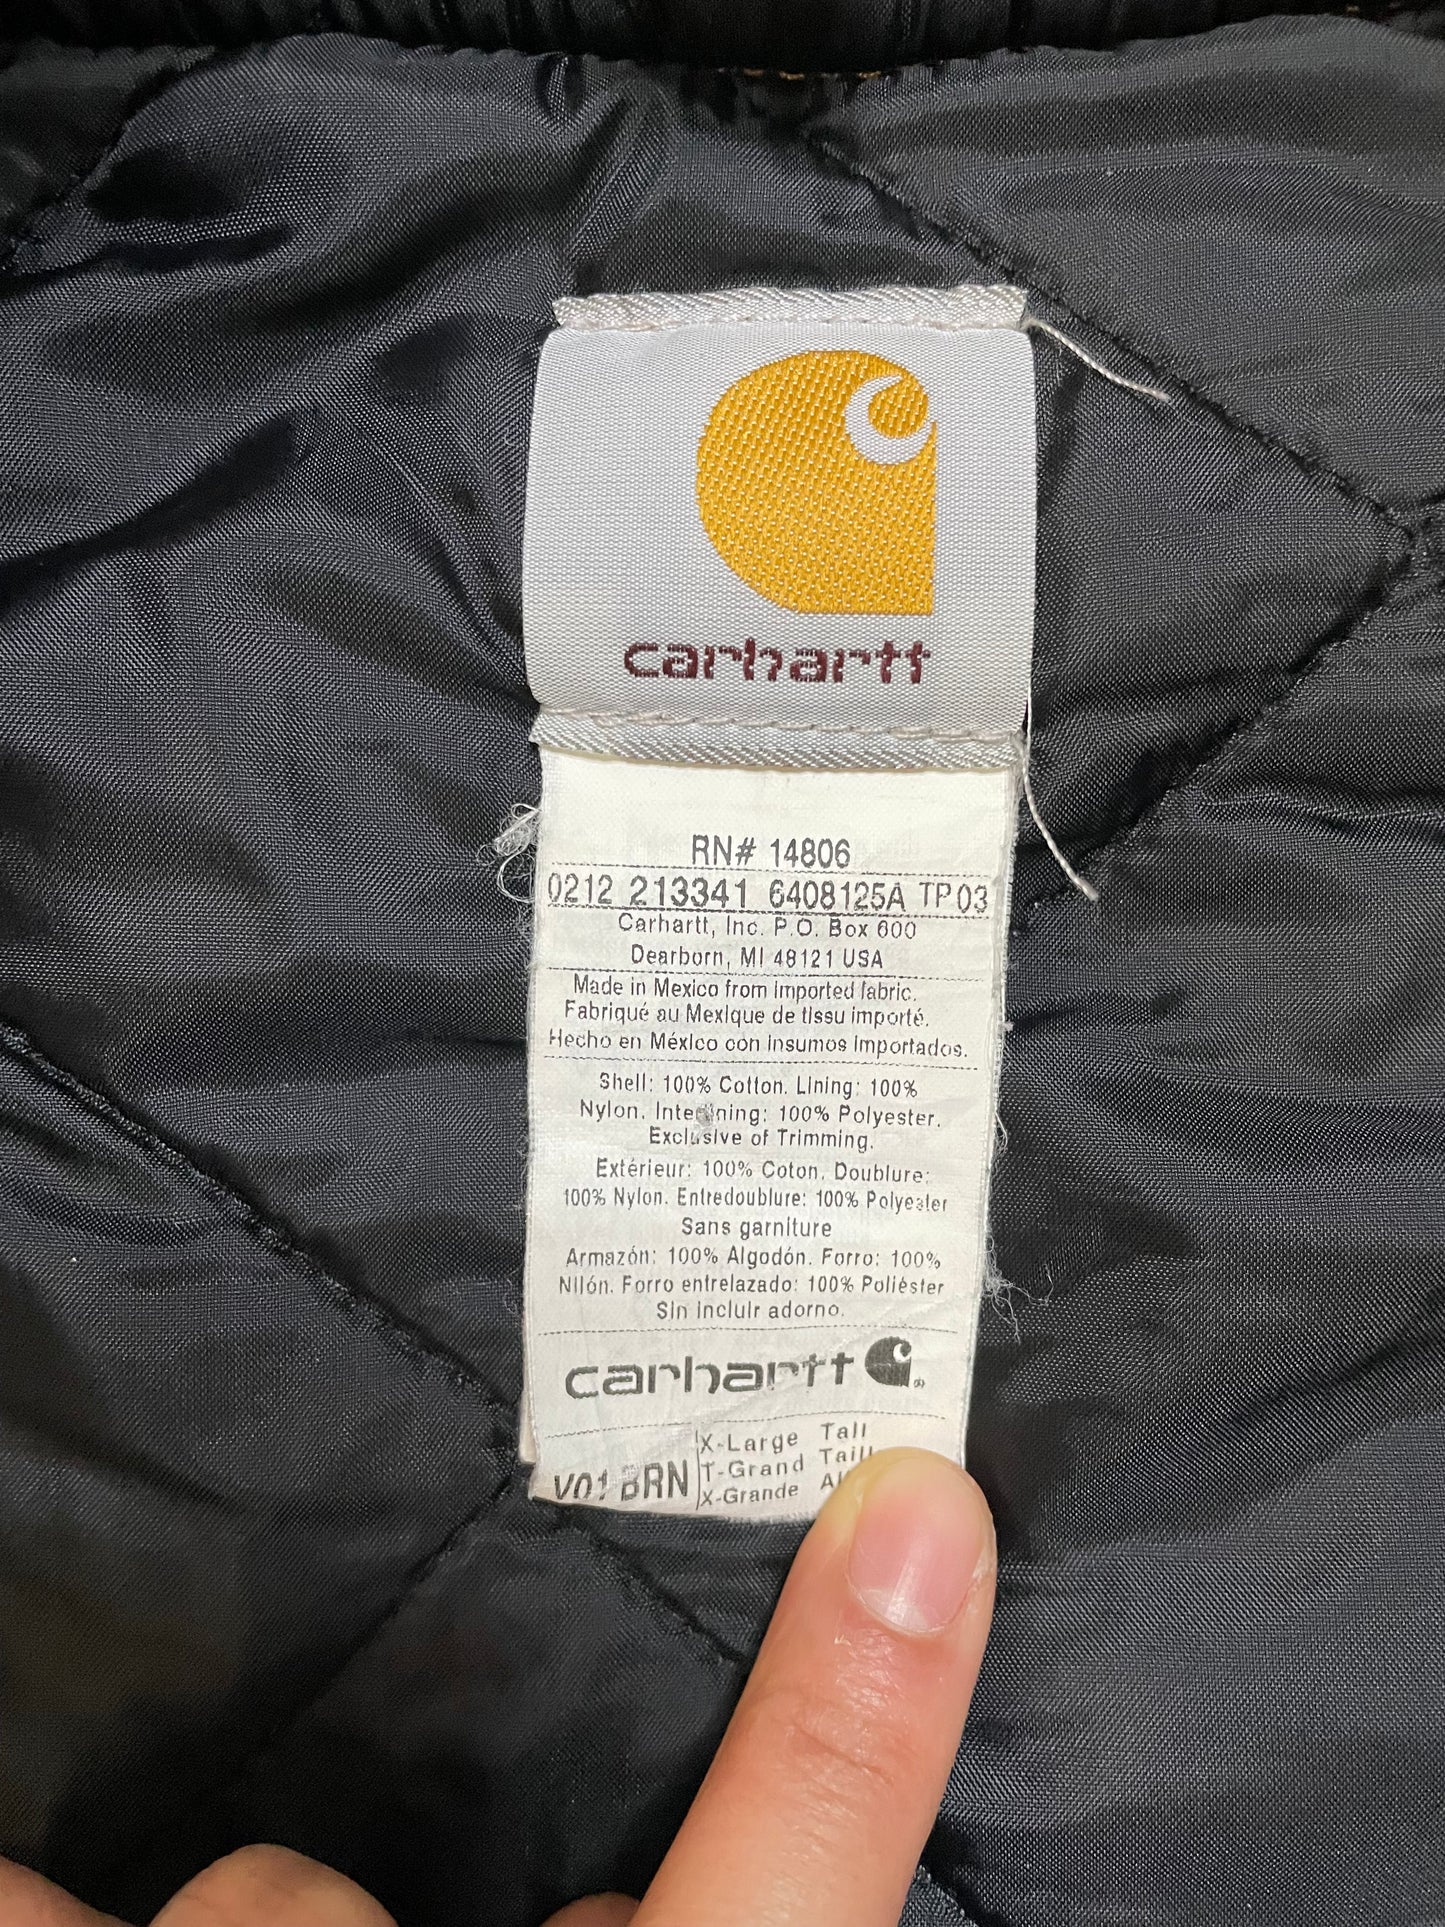 carhartt
RN# 14806
0212 213341 6408125A TP03
Carhartt, Inc. P.O. Box 600
Dearborn, MI 48121 USA
Made in Mexico from imported fabric.
Fabriqué au Mexique de tissu importé.
Hecho en México con insumos importados.
Shell: 100% Cotton. Lining: 100%
Nylon. Interlining: 100% Polyester.
Exclusive of Trimming.
Extérieur: 100% Coton. Doublure:
100% Nylon. Entredoublure: 100% Polyester
Sans garniture
Armazón: 100% Algodón. Forro: 100%
Nilón. Forro entrelazado: 100% Poliéster
Sin incluir adorno.
carhartt
V01 BRN
X-Large Tall
T-Grand
X-Grande